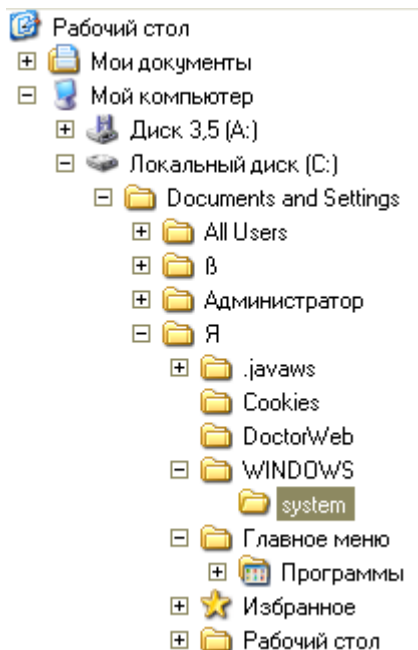 Рабочий стол
Мои документы
Мой компьютер
Диск 3,5 (A:)
Локальный диск (C:)
Documents and Settings
All Users
ß
Администратор
Я
.javaws
Cookies
DoctorWeb
WINDOWS
system
Главное меню
Программы
Избранное
Рабочий стол